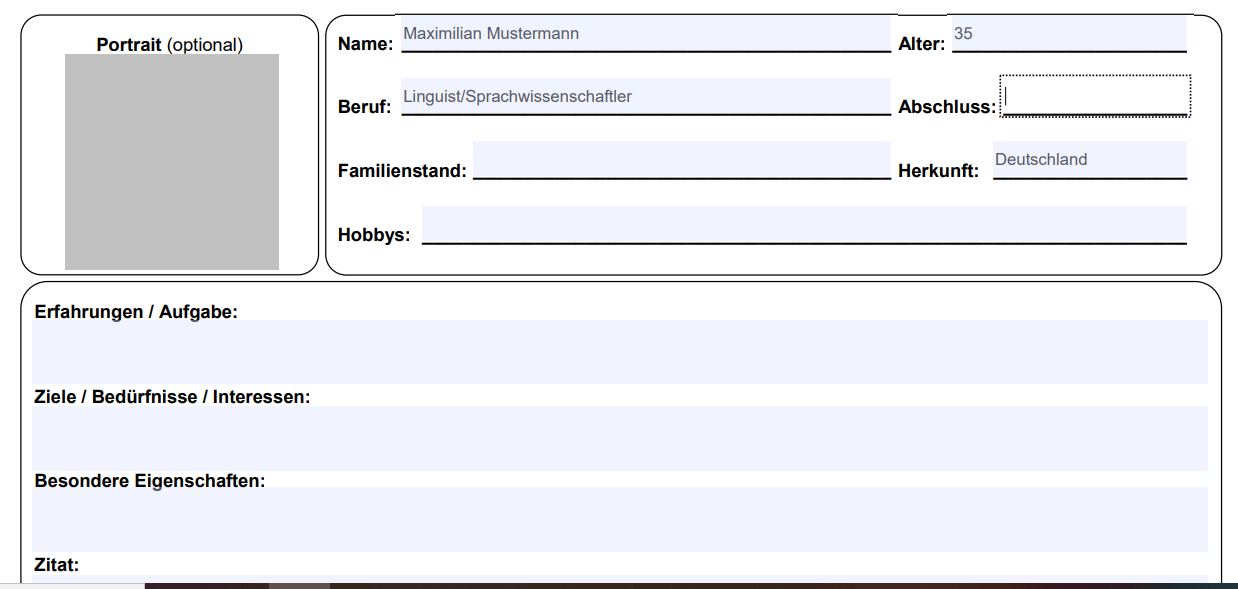 Portrait (optional)
Name: Maximilian Mustermann Alter: 35
Beruf: Linguist/Sprachwissenschaftler Abschluss:
Familienstand: Herkunft: Deutschland
Hobbys:
Erfahrungen / Aufgabe:
Ziele / Bedürfnisse / Interessen:
Besondere Eigenschaften:
Zitat: